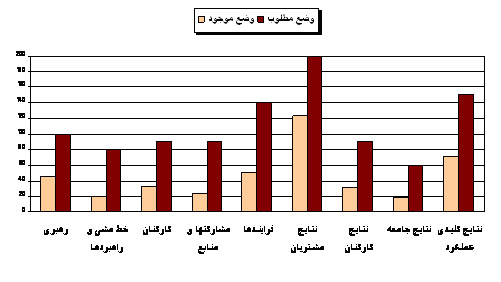 وضع مطلوب وضع موجود
200
180
160
140
120
100
80
60
40
20
0
رهبری
خط مشی و
راهبردها
کارکنان
مشارکتها و
منابع
فرایندها
نتایج
مشتریان
نتایج
کارکنان
نتایج جامعه
نتایج کلیدی
عملکرد